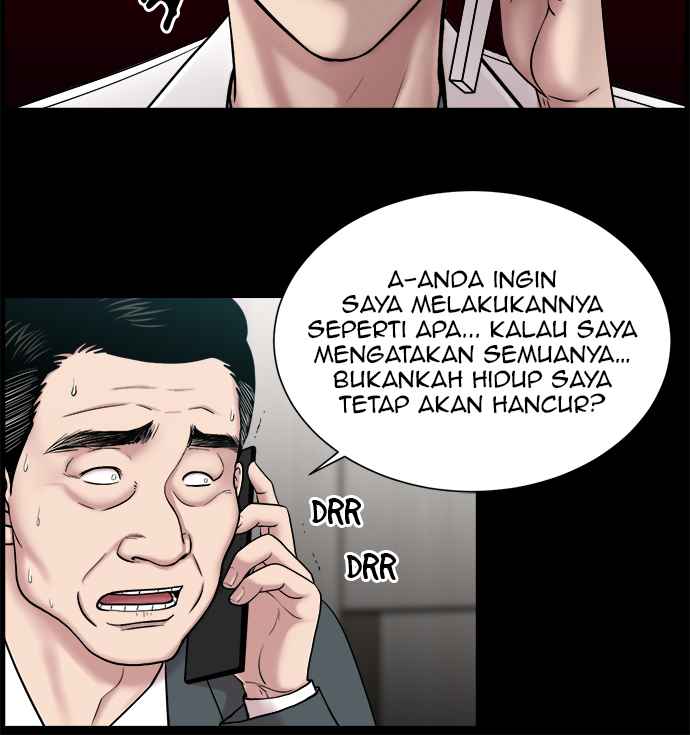 A-ANDA INGIN
SAYA MELAKUKANNYA
SEPERTI APA... KALAU SAYA
MENGATAKAN SEMUANYA...
BUKANKAH HIDUP SAYA
TETAP AKAN HANCUR?
DRR
DRR